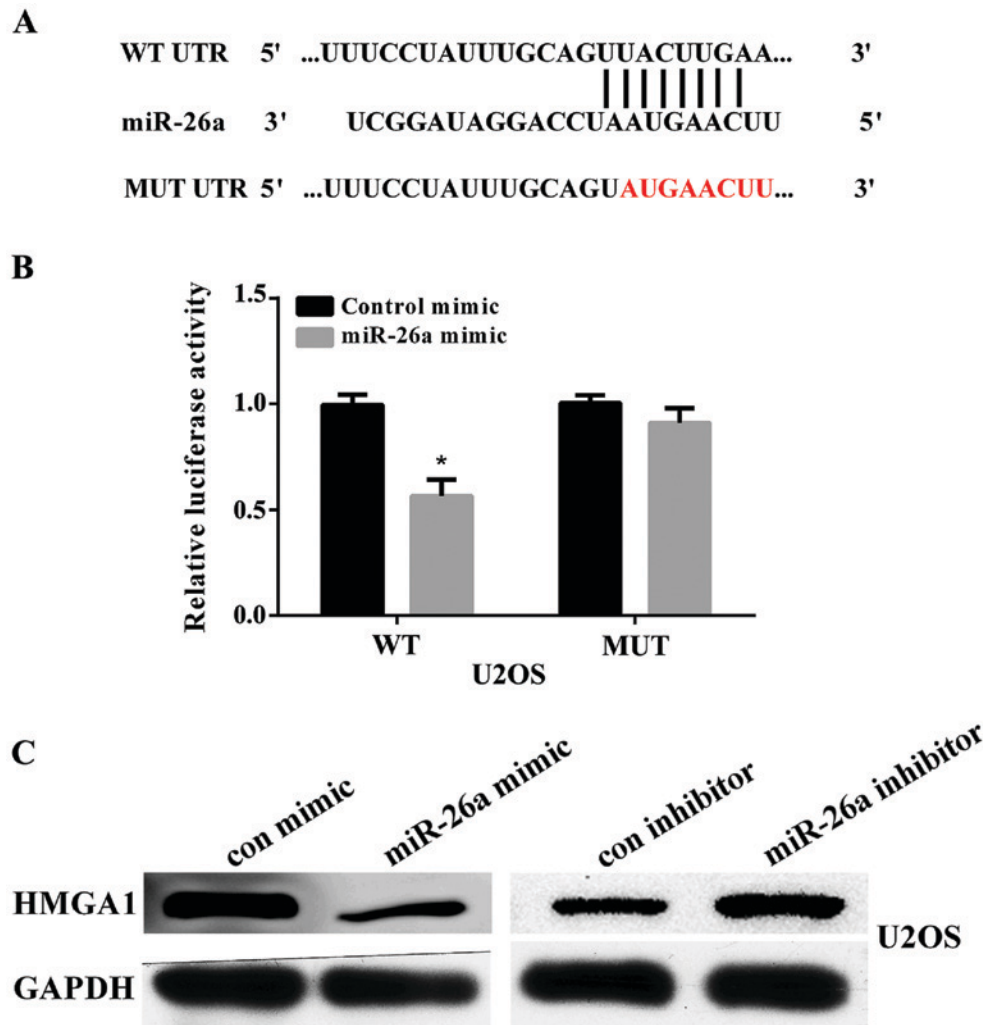 A
WT UTR 5' ...UUUCCUAUUUGCAGUUACUUGAA... 3'
miR-26a 3' UCGGAUAGGACCUAAUGAACUU 5'
MUT UTR 5' ...UUUCCUAUUUGCAGUAUGAACUU... 3'
B
Relative luciferase activity
1.5
1.0
0.5
0.0
Control mimic
miR-26a mimic
*
WT MUT
U2OS
C
con mimic miR-26a mimic con inhibitor miR-26a inhibitor
HMGA1
GAPDH
U2OS